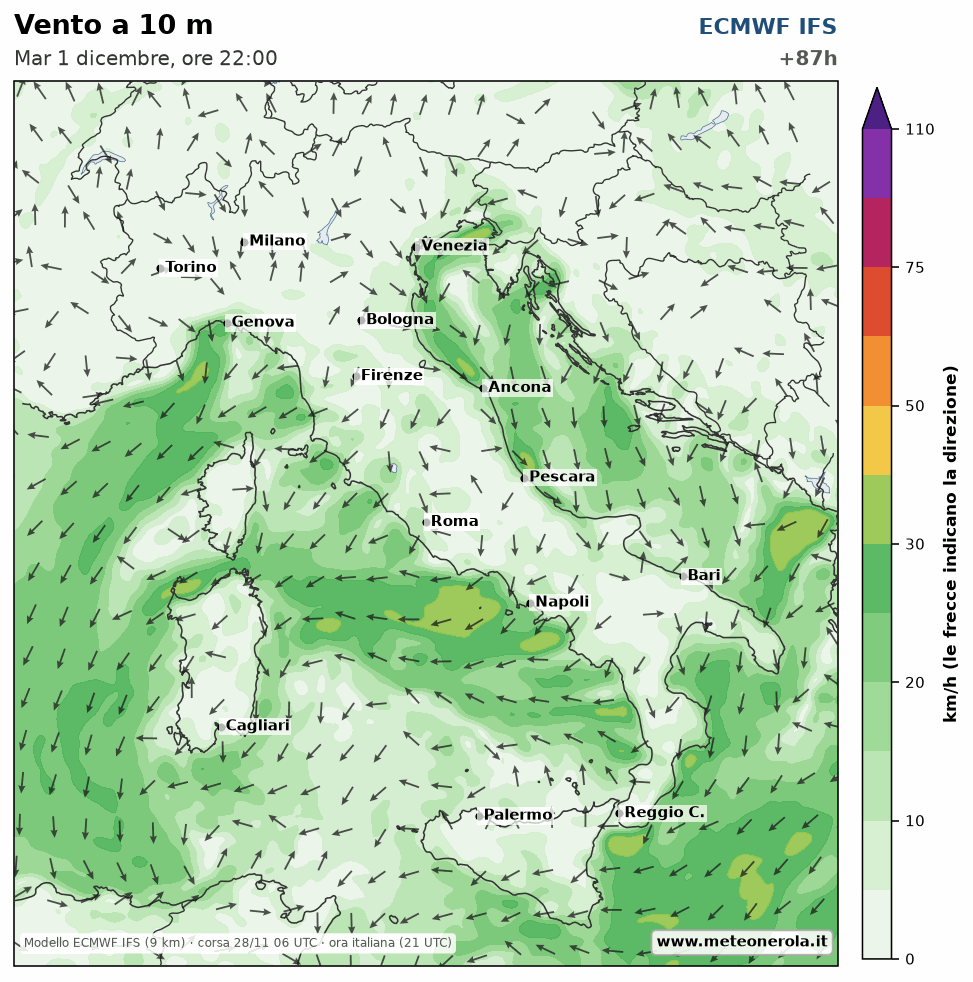 Vento a 10 m
ECMWF IFS
Mar 1 dicembre, ore 22:00
+87h
Milano
Venezia
Torino
Genova
Bologna
Firenze
Ancona
Pescara
Roma
Bari
Napoli
Cagliari
Palermo
Reggio C.
110
75
50
30
20
10
0
km/h (le frecce indicano la direzione)
Modello ECMWF IFS (9 km) · corsa 28/11 06 UTC · ora italiana (21 UTC)
www.meteonerola.it